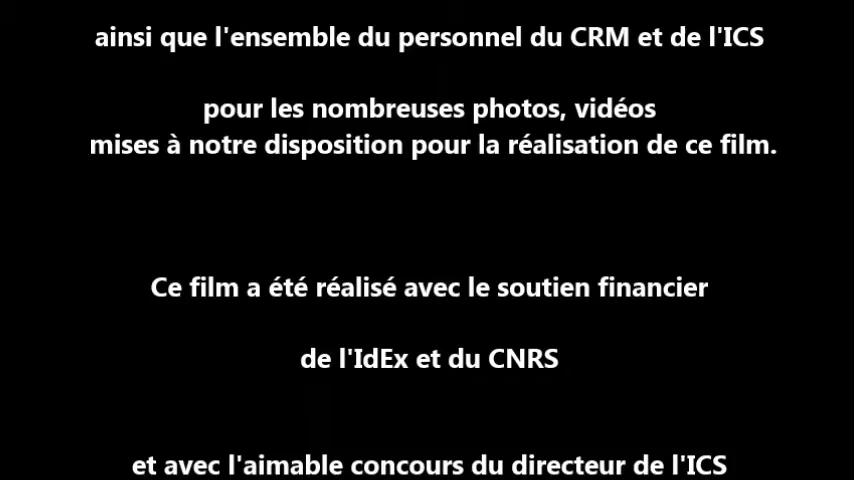 ainsi que l'ensemble du personnel du CRM et de l'ICS
pour les nombreuses photos, vidéos
mises à notre disposition pour la réalisation de ce film.
Ce film a été réalisé avec le soutien financier
de l'IdEx et du CNRS
et avec l'aimable concours du directeur de l'ICS